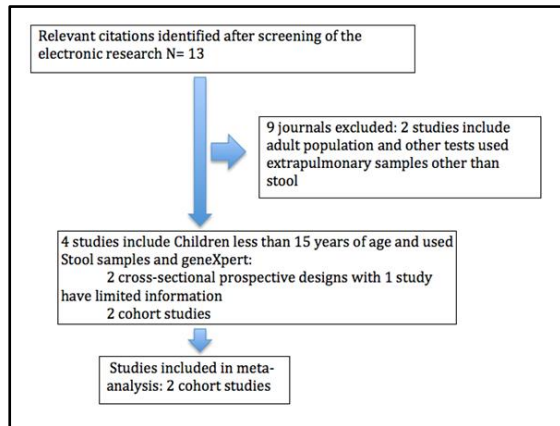 Relevant citations identified after screening of the
electronic research N= 13
9 journals excluded: 2 studies include
adult population and other tests used
extrapulmonary samples other than
stool
4 studies include Children less than 15 years of age and used
Stool samples and geneXpert:
2 cross-sectional prospective designs with 1 study
have limited information
2 cohort studies
Studies included in meta-
analysis: 2 cohort studies